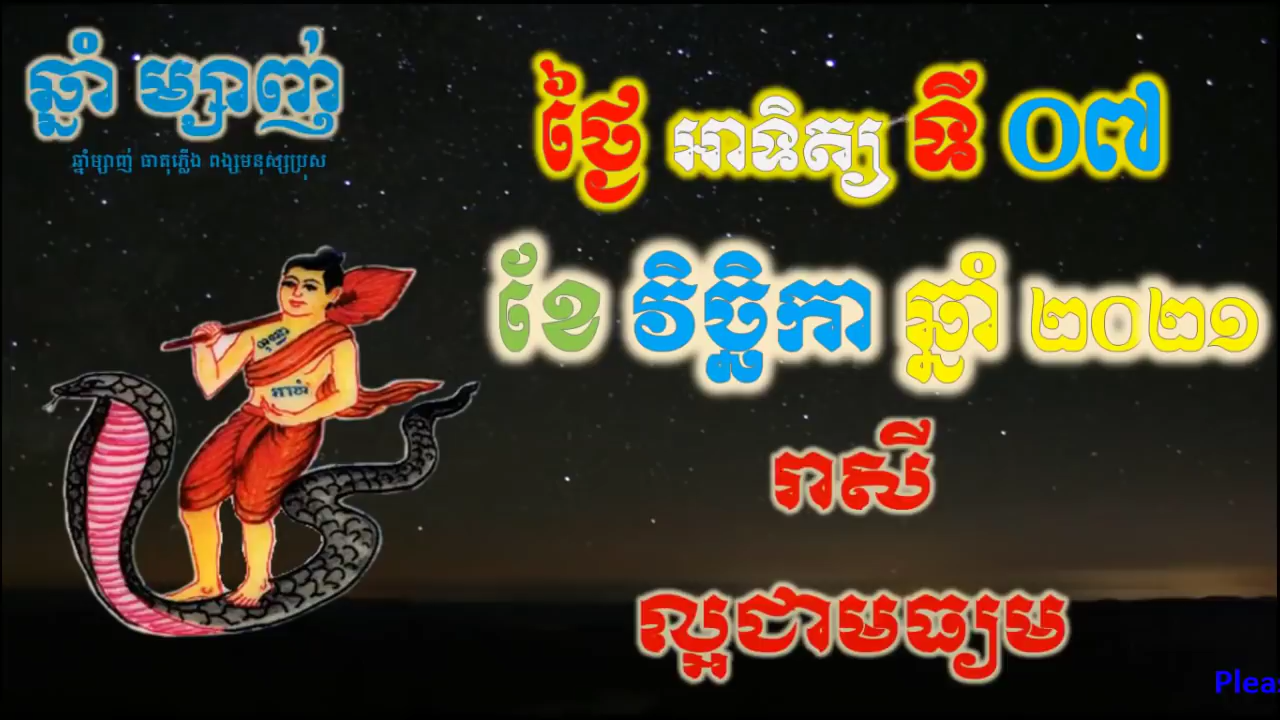 ឆ្នាំ ម្សាញ់
ឆ្នាំម្សាញ់ ធាតុភ្លើង ពង្សមនុស្សប្រុស
ថ្ងៃ អាទិត្យ ទី ០៧
ខែ វិច្ឆិកា ឆ្នាំ ២០២១
រាសី
ល្អជាមធ្យម
Pleas